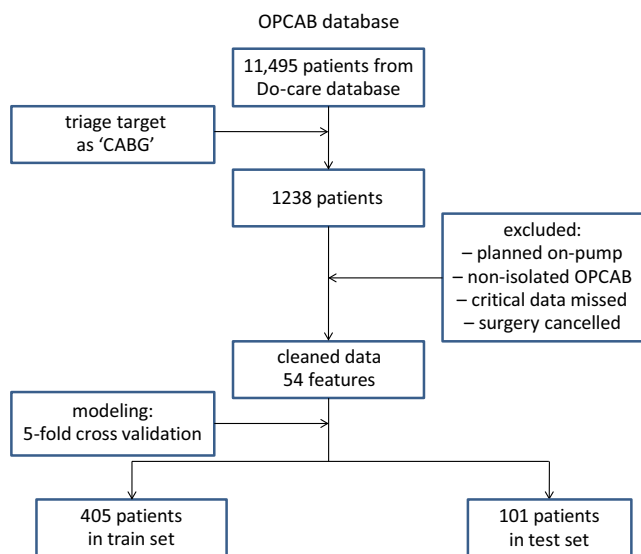 OPCAB database
11,495 patients from
Do-care database
triage target
as ‘CABG’
1238 patients
excluded:
– planned on-pump
– non-isolated OPCAB
– critical data missed
– surgery cancelled
cleaned data
54 features
modeling:
5-fold cross validation
405 patients
in train set
101 patients
in test set